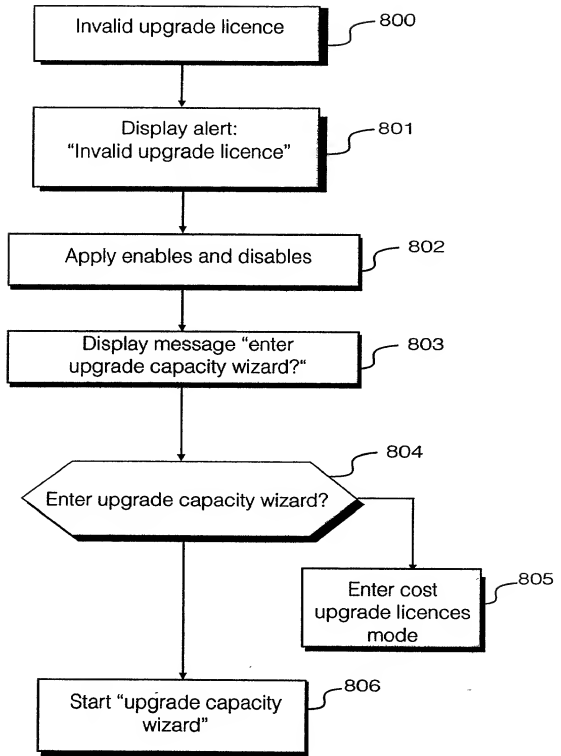 Invalid upgrade licence
800
Display alert:
"Invalid upgrade licence"
801
Apply enables and disables
802
Display message "enter
upgrade capacity wizard?"
803
804
Enter upgrade capacity wizard?
Enter cost
upgrade licences
mode
805
Start "upgrade capacity
wizard"
806